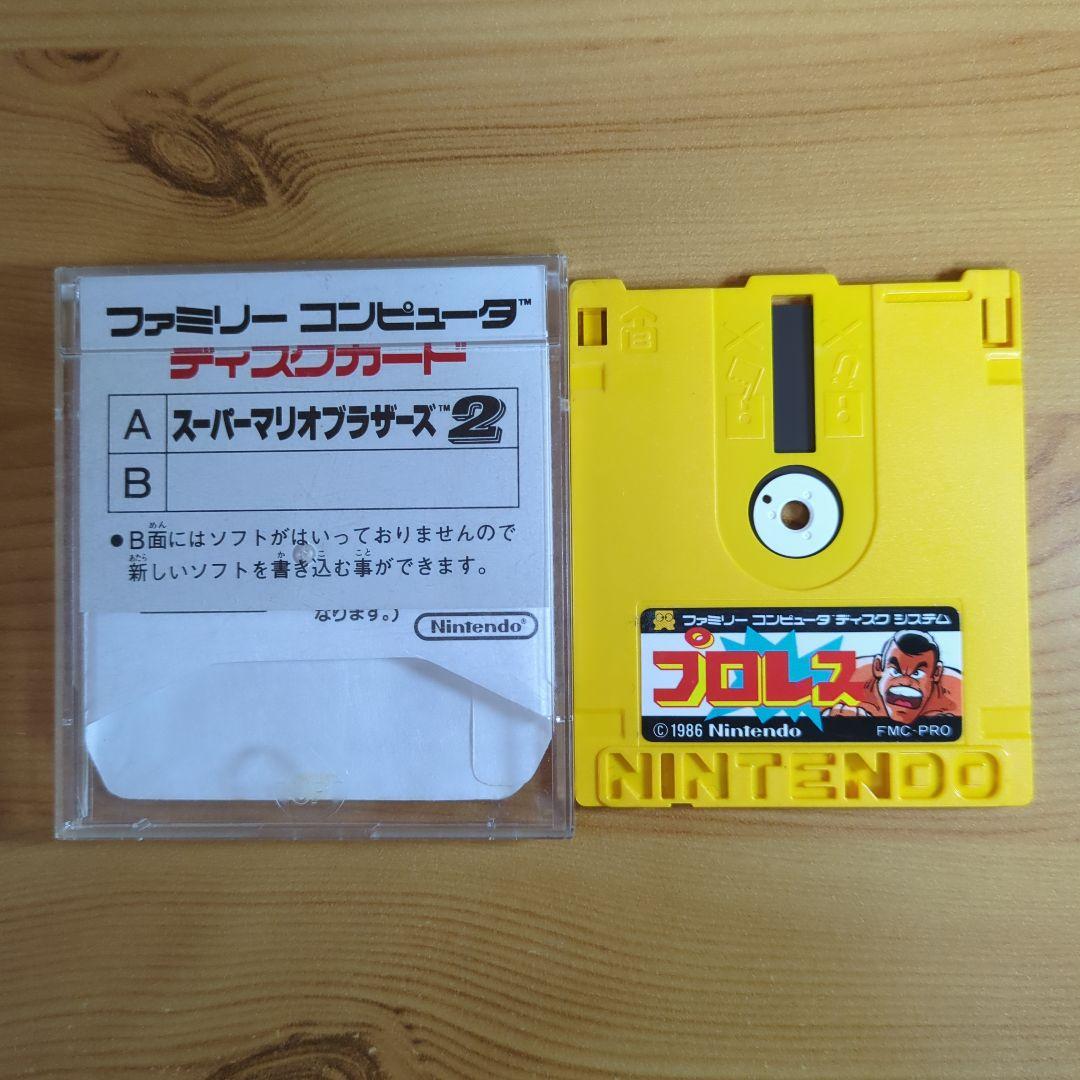 ファミリー コンピュータ™
ディスクカード
A スーパーマリオブラザーズ™2
B
●B面にはソフトがはいっておりませんので
新しいソフトを書き込む事ができます。
なります。)
Nintendo®
ファミリー コンピュータ ディスク システム
プロレス
©1986 Nintendo
FMC-PRO
NINTENDO